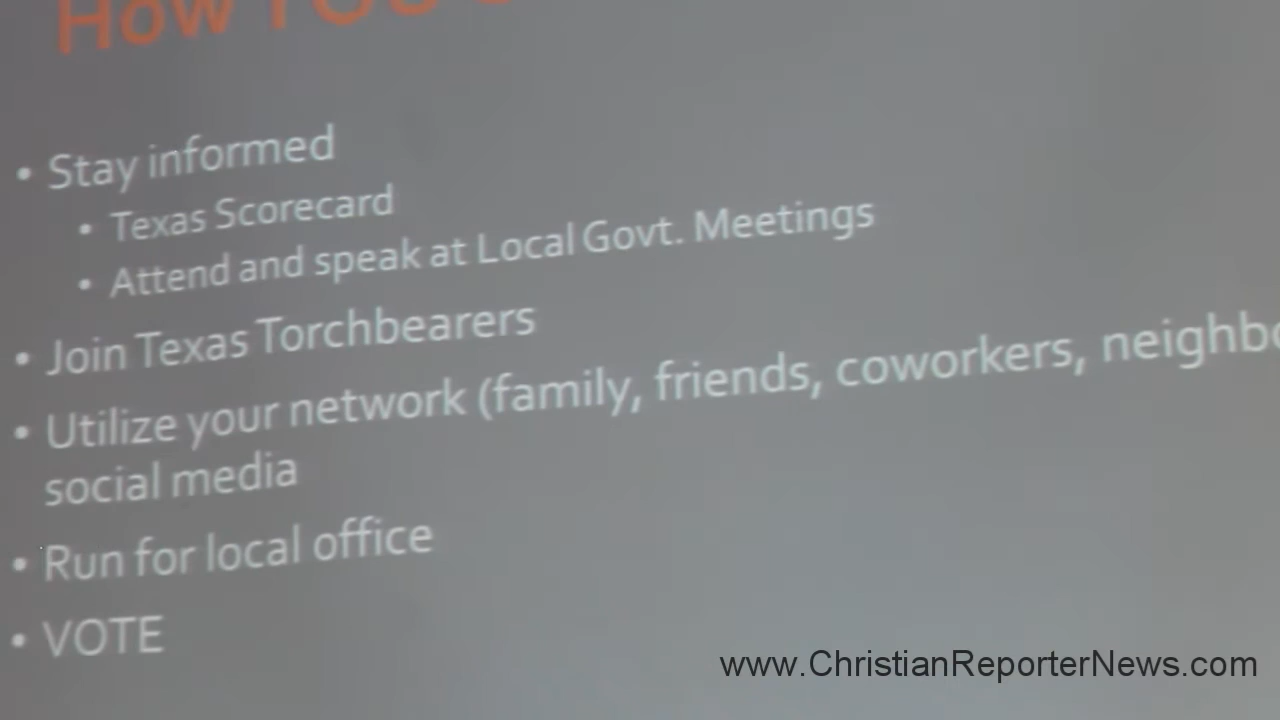 How YOU
• Stay informed
• Texas Scorecard
• Attend and speak at Local Govt. Meetings
• Join Texas Torchbearers
• Utilize your network (family, friends, coworkers,
social media
• Run for local office
• VOTE
www.ChristianReporterNews.com